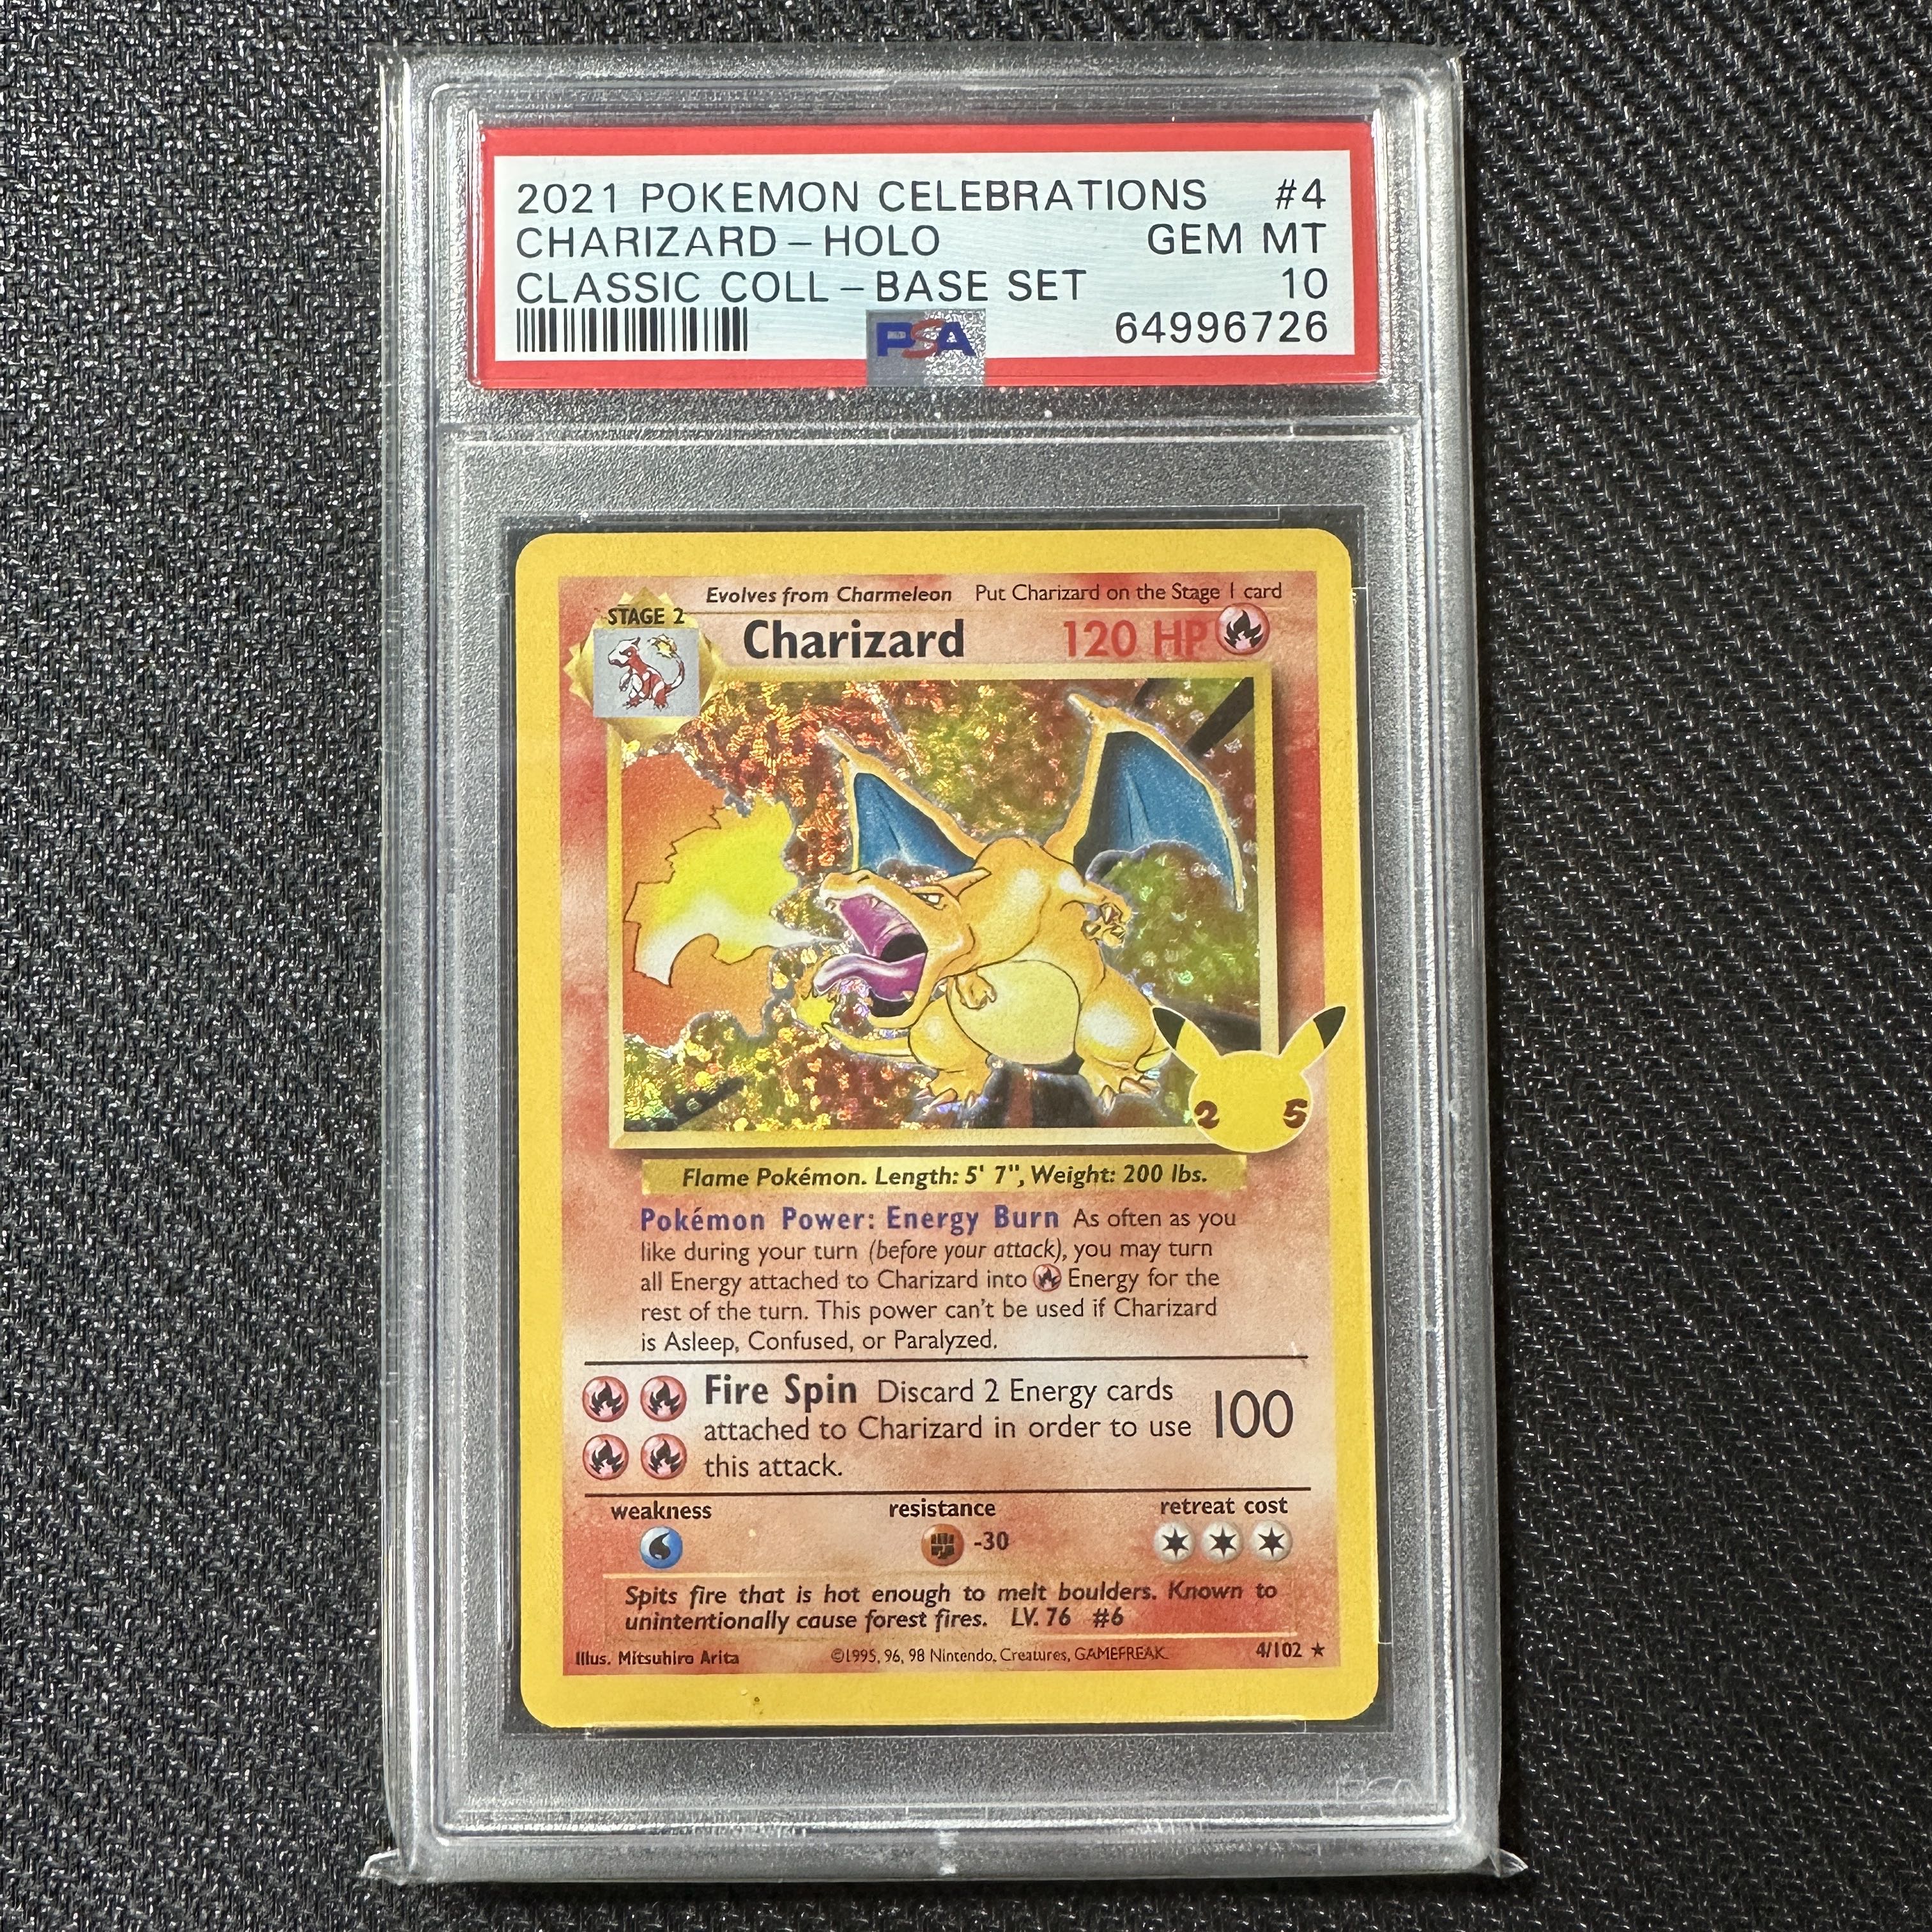 2021 POKEMON CELEBRATIONS #4
CHARIZARD-HOLO GEM MT
CLASSIC COLL-BASE SET 10
PSA 64996726
Evolves from Charmeleon Put Charizard on the Stage 1 card
STAGE 2
Charizard 120 HP
25
Flame Pokémon. Length: 5' 7", Weight: 200 lbs.
Pokémon Power: Energy Burn As often as you
like during your turn (before your attack), you may turn
all Energy attached to Charizard into Energy for the
rest of the turn. This power can't be used if Charizard
is Asleep, Confused, or Paralyzed.
Fire Spin Discard 2 Energy cards
attached to Charizard in order to use 100
this attack.
weakness resistance retreat cost
-30
Spits fire that is hot enough to melt boulders. Known to
unintentionally cause forest fires. LV. 76 #6
Illus. Mitsuhiro Arita ©1995, 96, 98 Nintendo, Creatures, GAMEFREAK. 4/102 ★
PSA